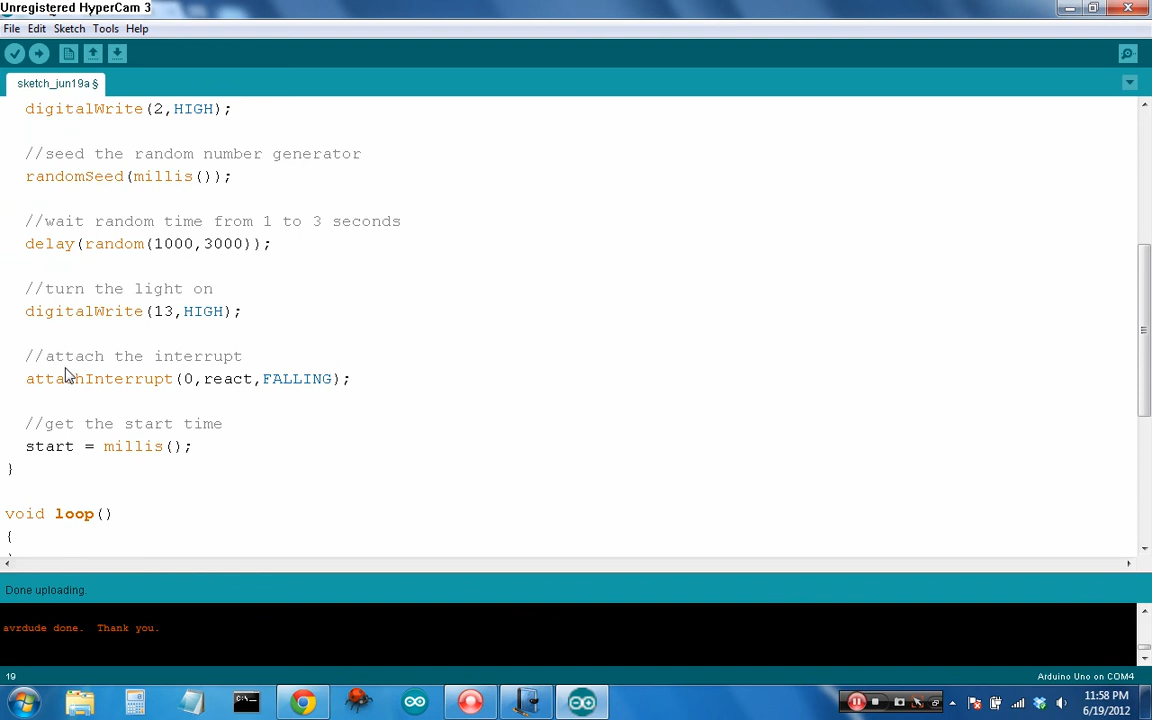 Unregistered HyperCam 3
File Edit Sketch Tools Help
sketch_jun19a §
digitalWrite(2,HIGH);
//seed the random number generator
randomSeed(millis());
//wait random time from 1 to 3 seconds
delay(random(1000,3000));
//turn the light on
digitalWrite(13,HIGH);
//attach the interrupt
attachInterrupt(0,react,FALLING);
//get the start time
start = millis();
}
void loop()
{
Done uploading.
avrdude done.  Thank you.
19
Arduino Uno on COM4
11:58 PM
6/19/2012